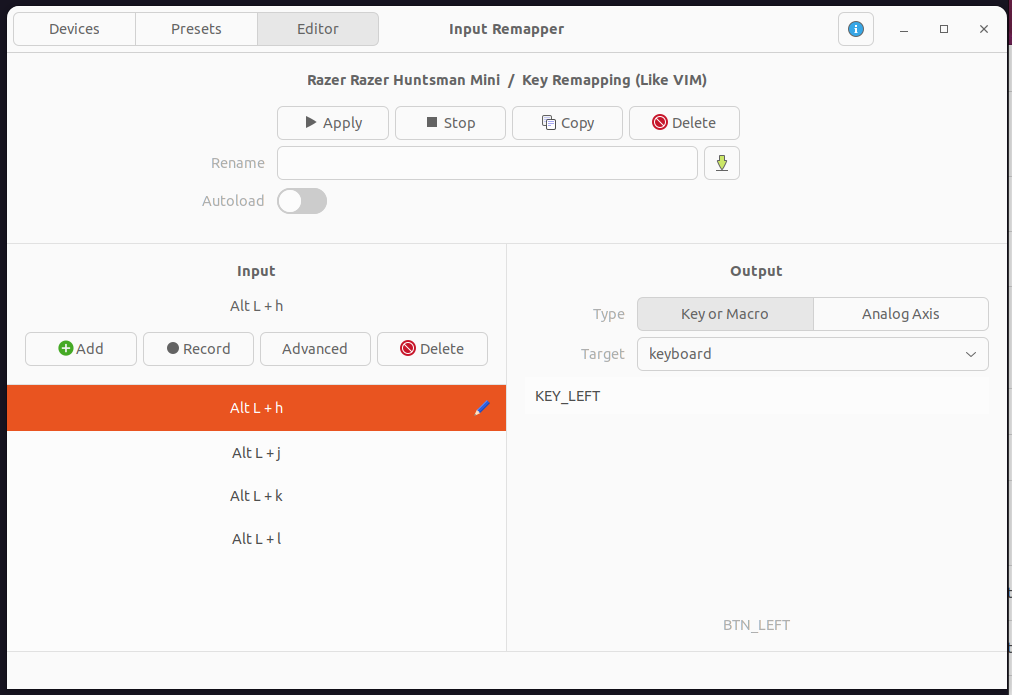 Devices Presets Editor Input Remapper
Razer Razer Huntsman Mini / Key Remapping (Like VIM)
Apply Stop Copy Delete
Rename
Autoload
Input
Alt L + h
Add Record Advanced Delete
Alt L + h
Alt L + j
Alt L + k
Alt L + l
Output
Type Key or Macro Analog Axis
Target keyboard
KEY_LEFT
BTN_LEFT